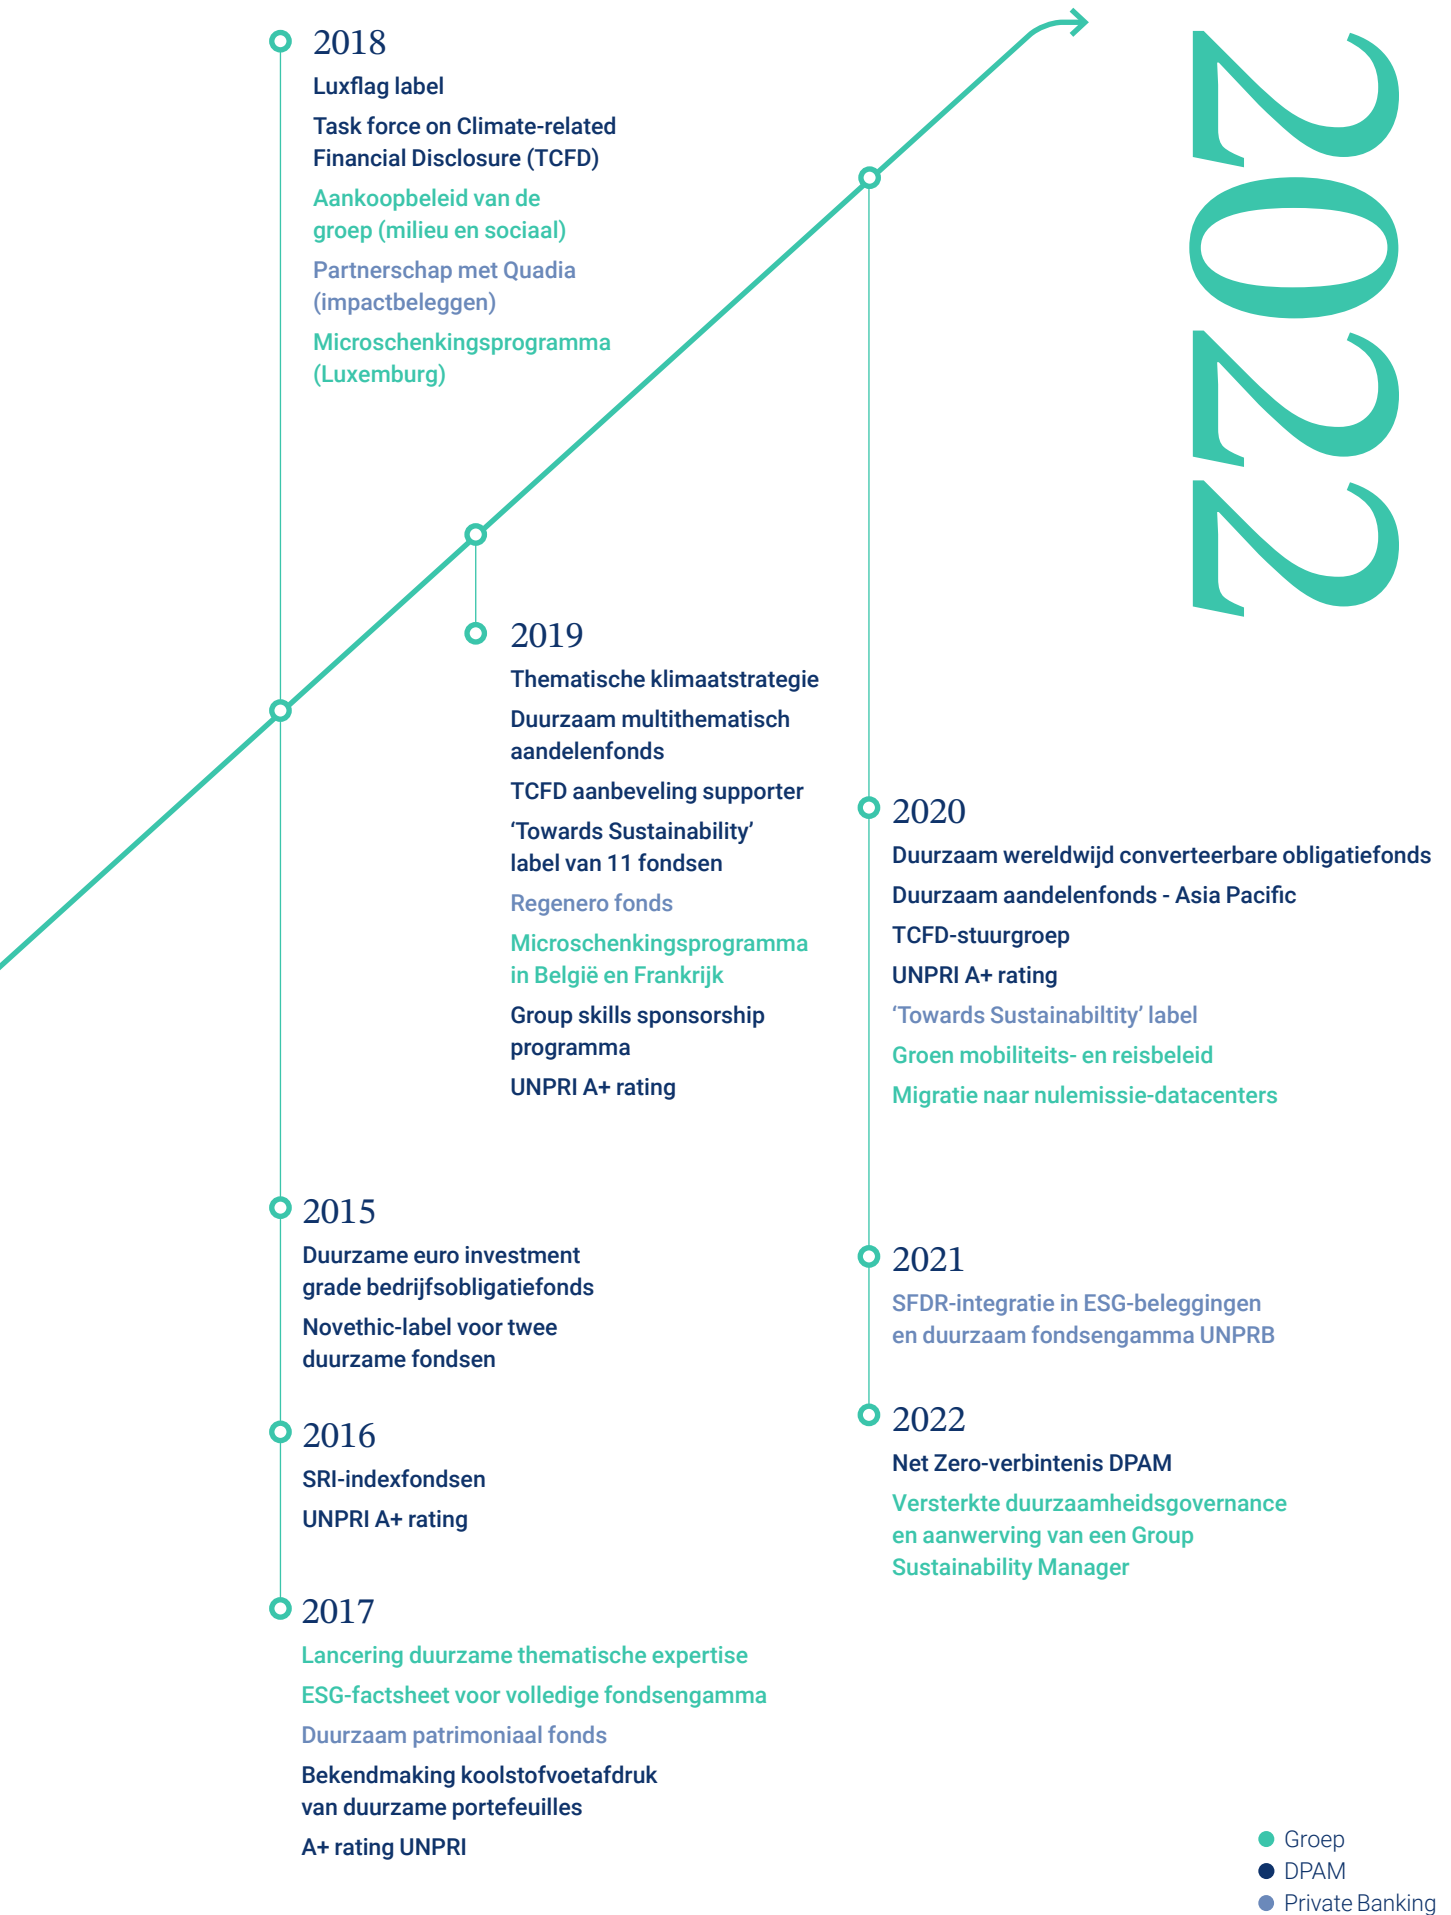 2018
Luxflag label
Task force on Climate-related
Financial Disclosure (TCFD)
Aankoopbeleid van de
groep (milieu en sociaal)
Partnerschap met Quadia
(impactbeleggen)
Microschenkingsprogramma
(Luxemburg)
2022
2019
Thematische klimaatstrategie
Duurzaam multithematisch
aandelenfonds
TCFD aanbeveling supporter
‘Towards Sustainability’
label van 11 fondsen
Regenero fonds
Microschenkingsprogramma
in België en Frankrijk
Group skills sponsorship
programma
UNPRI A+ rating
2020
Duurzaam wereldwijd converteerbare obligatiefonds
Duurzaam aandelenfonds - Asia Pacific
TCFD-stuurgroep
UNPRI A+ rating
‘Towards Sustainabiltity’ label
Groen mobiliteits- en reisbeleid
Migratie naar nulemissie-datacenters
2015
Duurzame euro investment
grade bedrijfsobligatiefonds
Novethic-label voor twee
duurzame fondsen
2016
SRI-indexfondsen
UNPRI A+ rating
2017
Lancering duurzame thematische expertise
ESG-factsheet voor volledige fondsengamma
Duurzaam patrimoniaal fonds
Bekendmaking koolstofvoetafdruk
van duurzame portefeuilles
A+ rating UNPRI
2021
SFDR-integratie in ESG-beleggingen
en duurzaam fondsengamma UNPRB
2022
Net Zero-verbintenis DPAM
Versterkte duurzaamheidsgovernance
en aanwerving van een Group
Sustainability Manager
Groep
DPAM
Private Banking